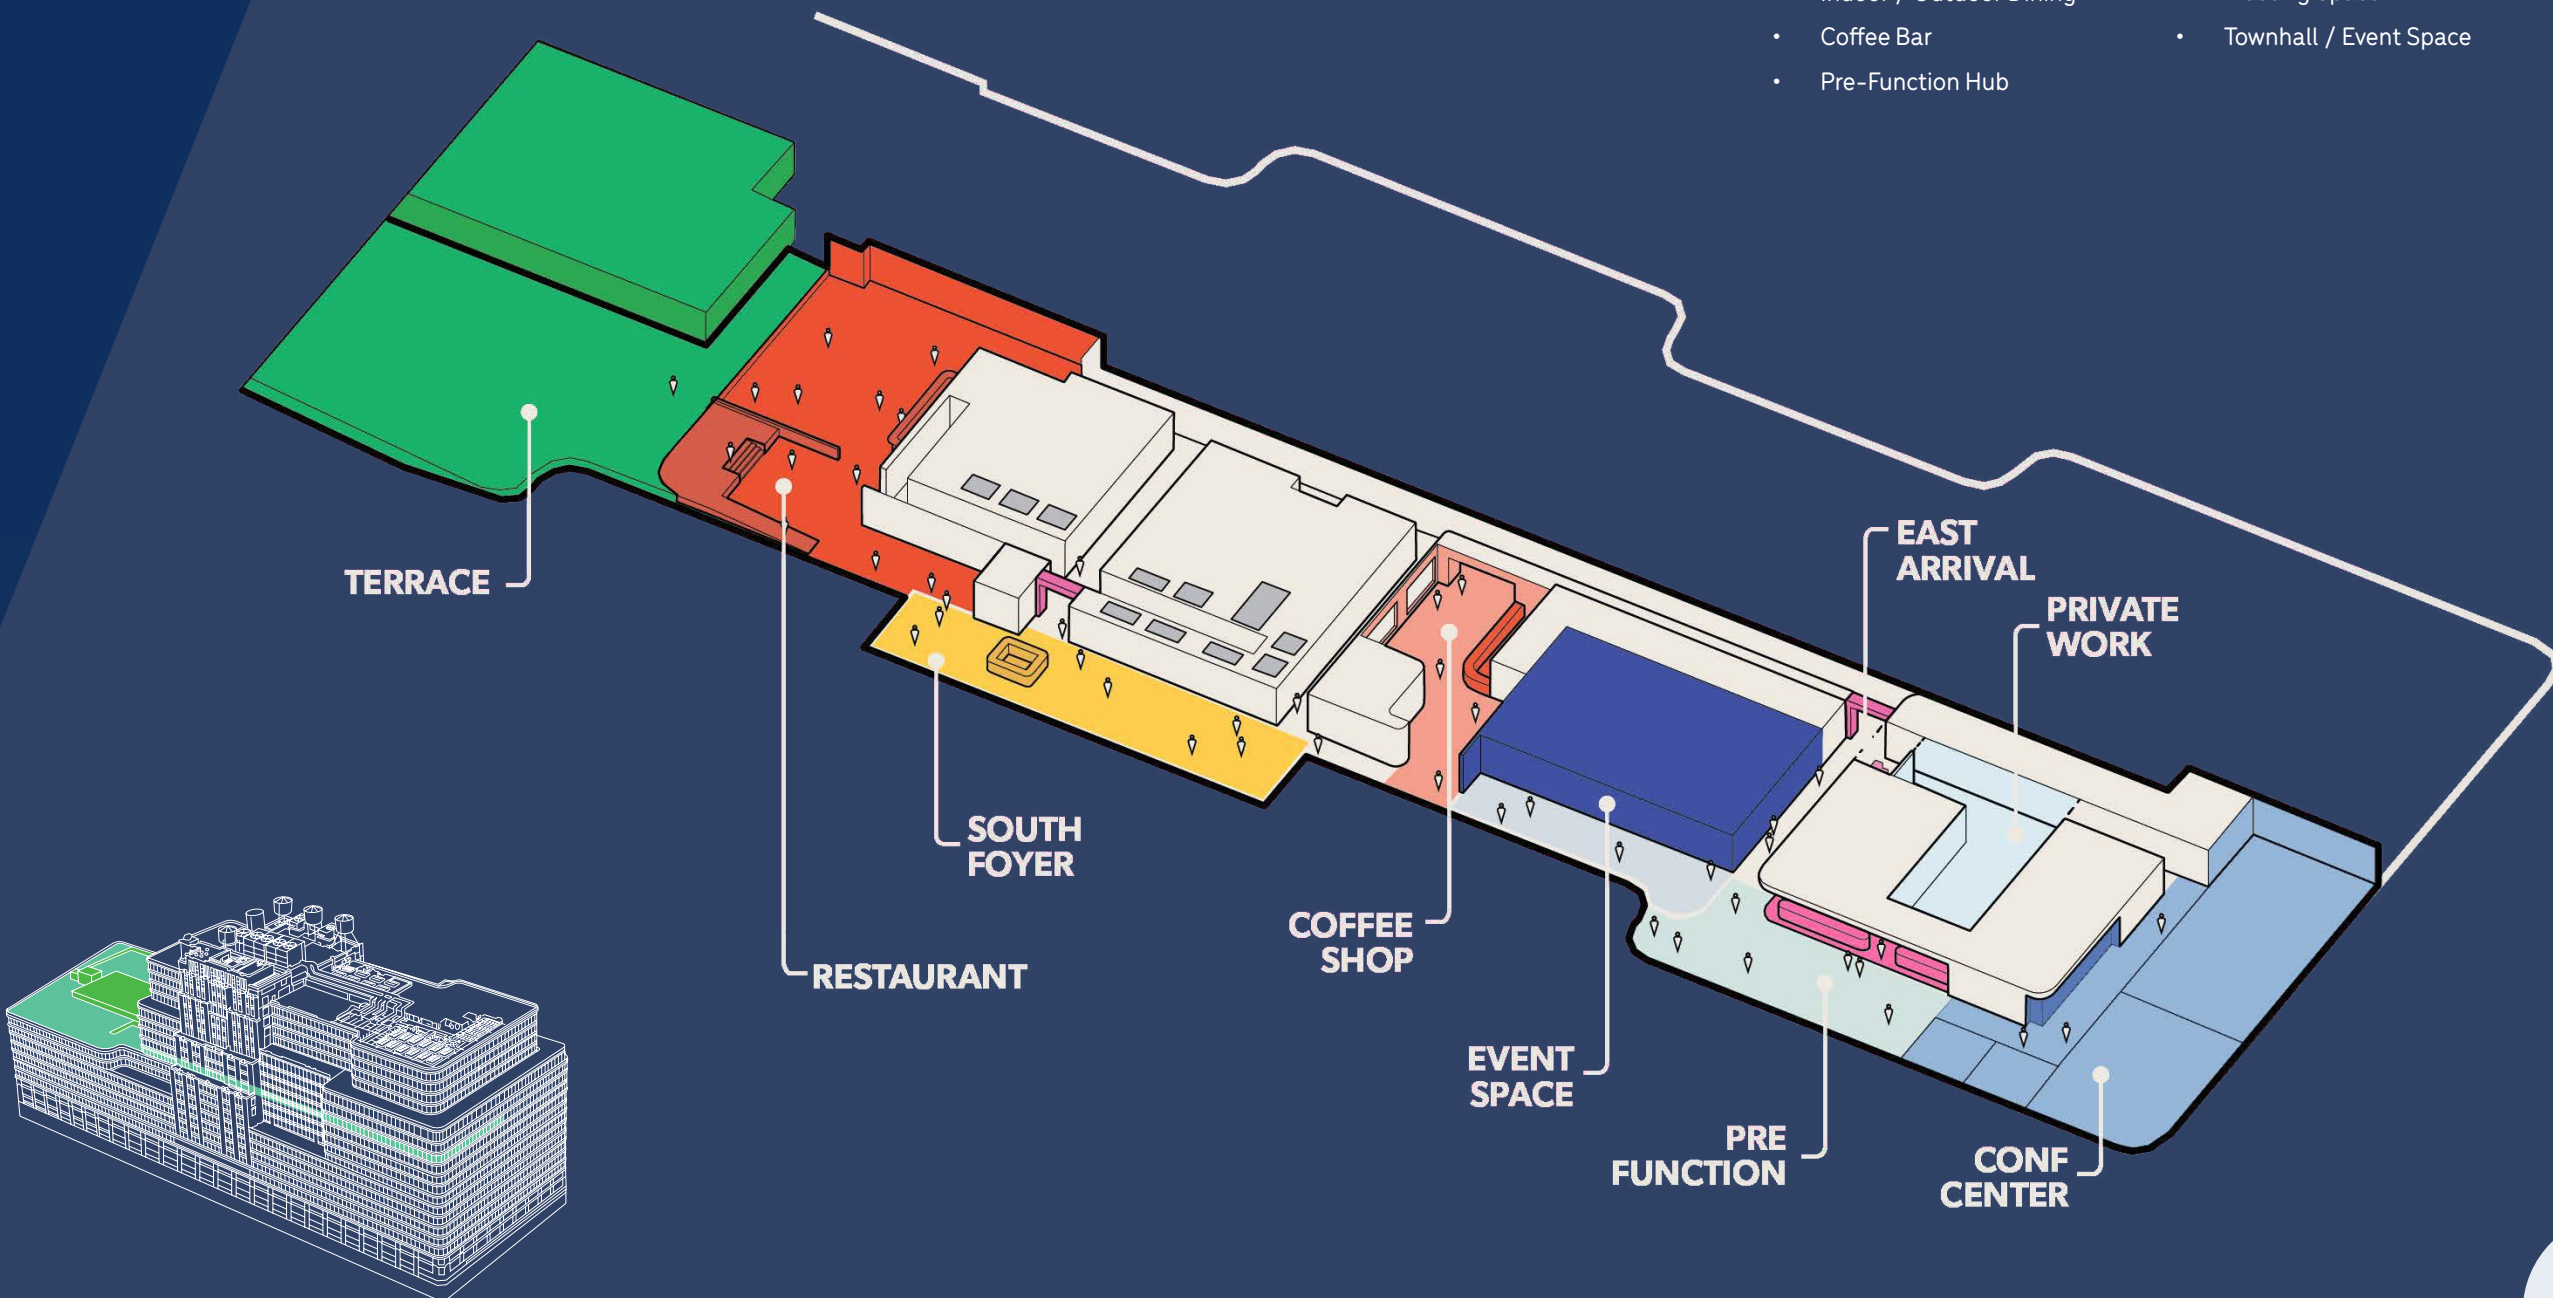 • Coffee Bar
• Pre-Function Hub
• Townhall / Event Space
EAST
ARRIVAL
PRIVATE
WORK
TERRACE
SOUTH
FOYER
RESTAURANT
COFFEE
SHOP
EVENT
SPACE
PRE
FUNCTION
CONF
CENTER